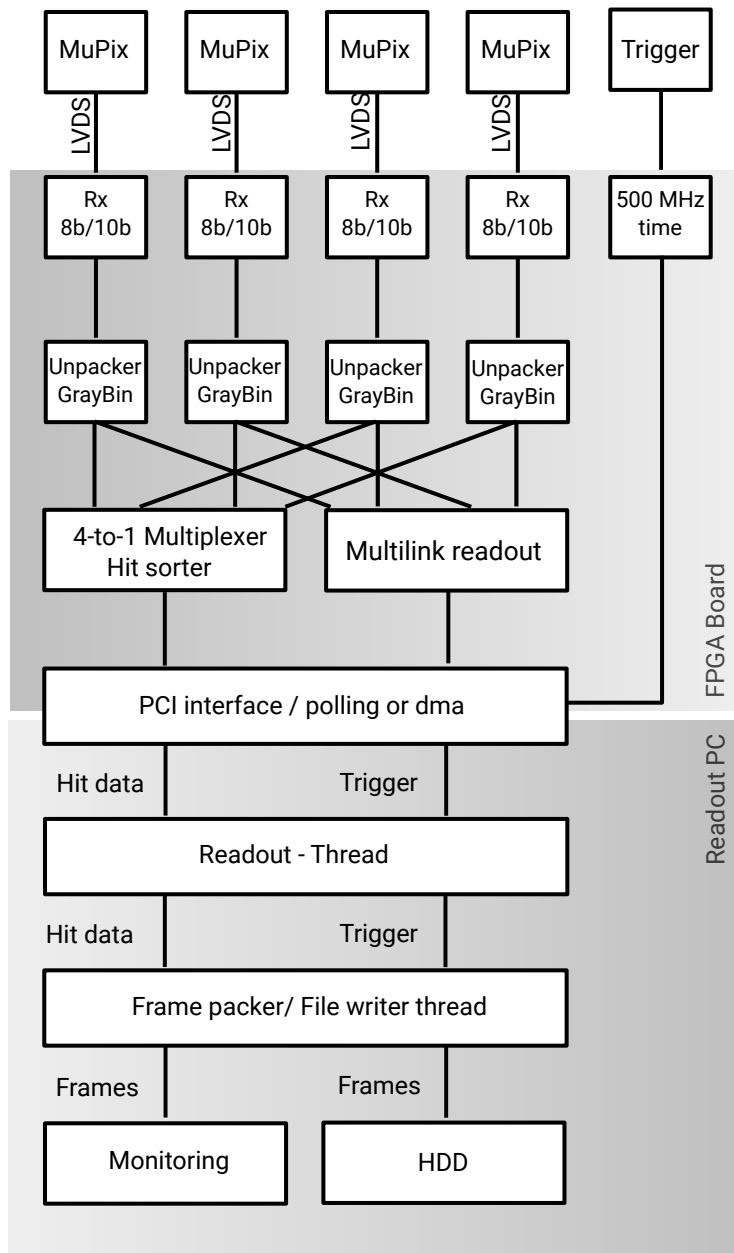 MuPix
MuPix
MuPix
MuPix
Trigger
LVDS
LVDS
LVDS
LVDS
Rx
8b/10b
Rx
8b/10b
Rx
8b/10b
Rx
8b/10b
500 MHz
time
Unpacker
GrayBin
Unpacker
GrayBin
Unpacker
GrayBin
Unpacker
GrayBin
4-to-1 Multiplexer
Hit sorter
Multilink readout
FPGA Board
PCI interface / polling or dma
Readout PC
Hit data
Trigger
Readout - Thread
Hit data
Trigger
Frame packer/ File writer thread
Frames
Frames
Monitoring
HDD